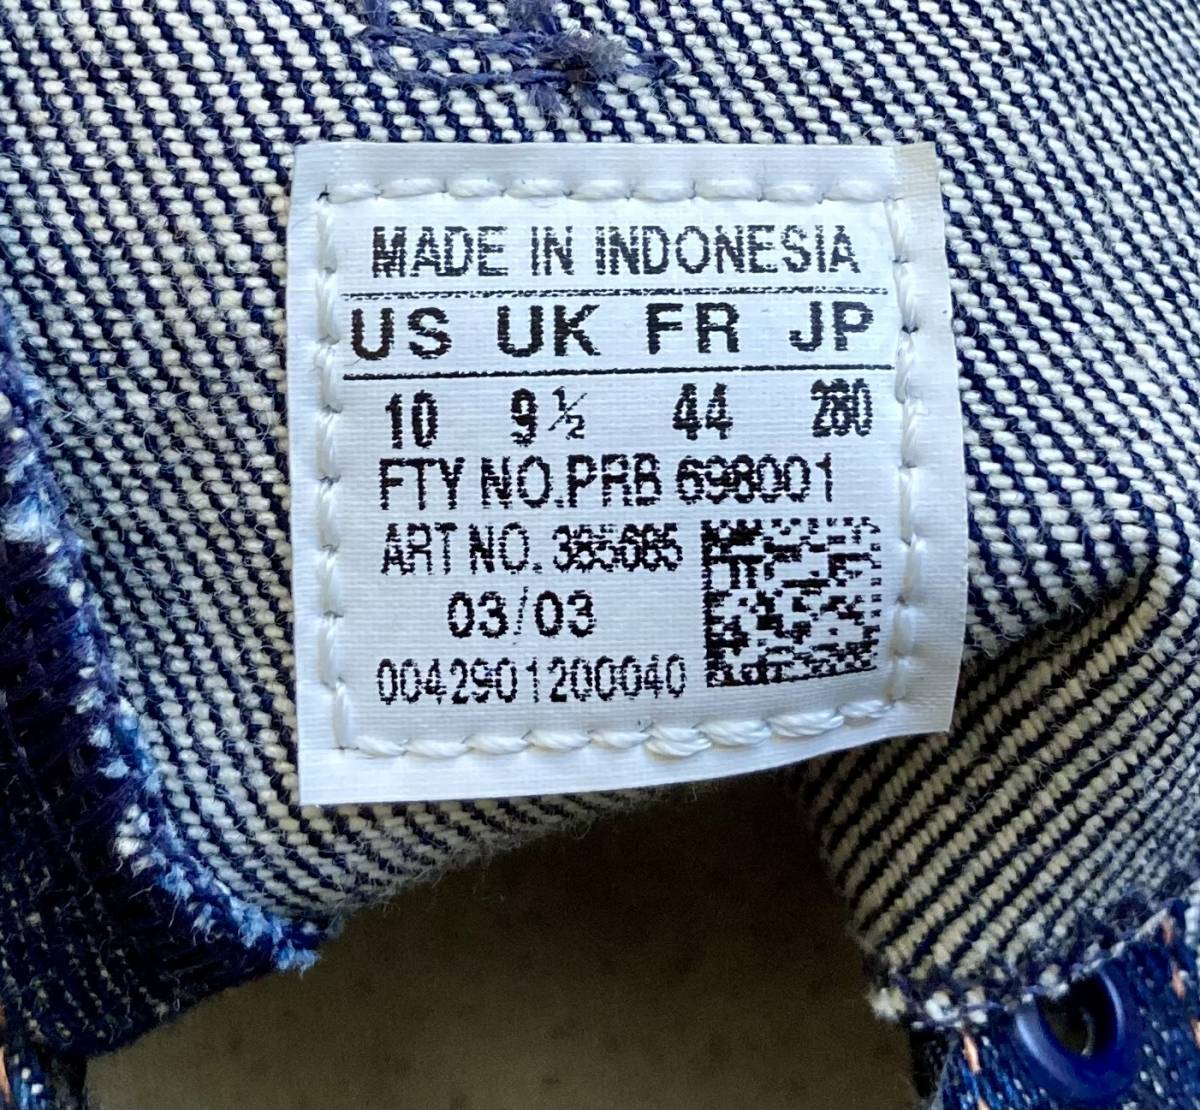 MADE IN INDONESIA
US UK FR JP
10 9½ 44 280
FTY NO.PRB 698001
ART NO. 385665
03/03
0042901200040